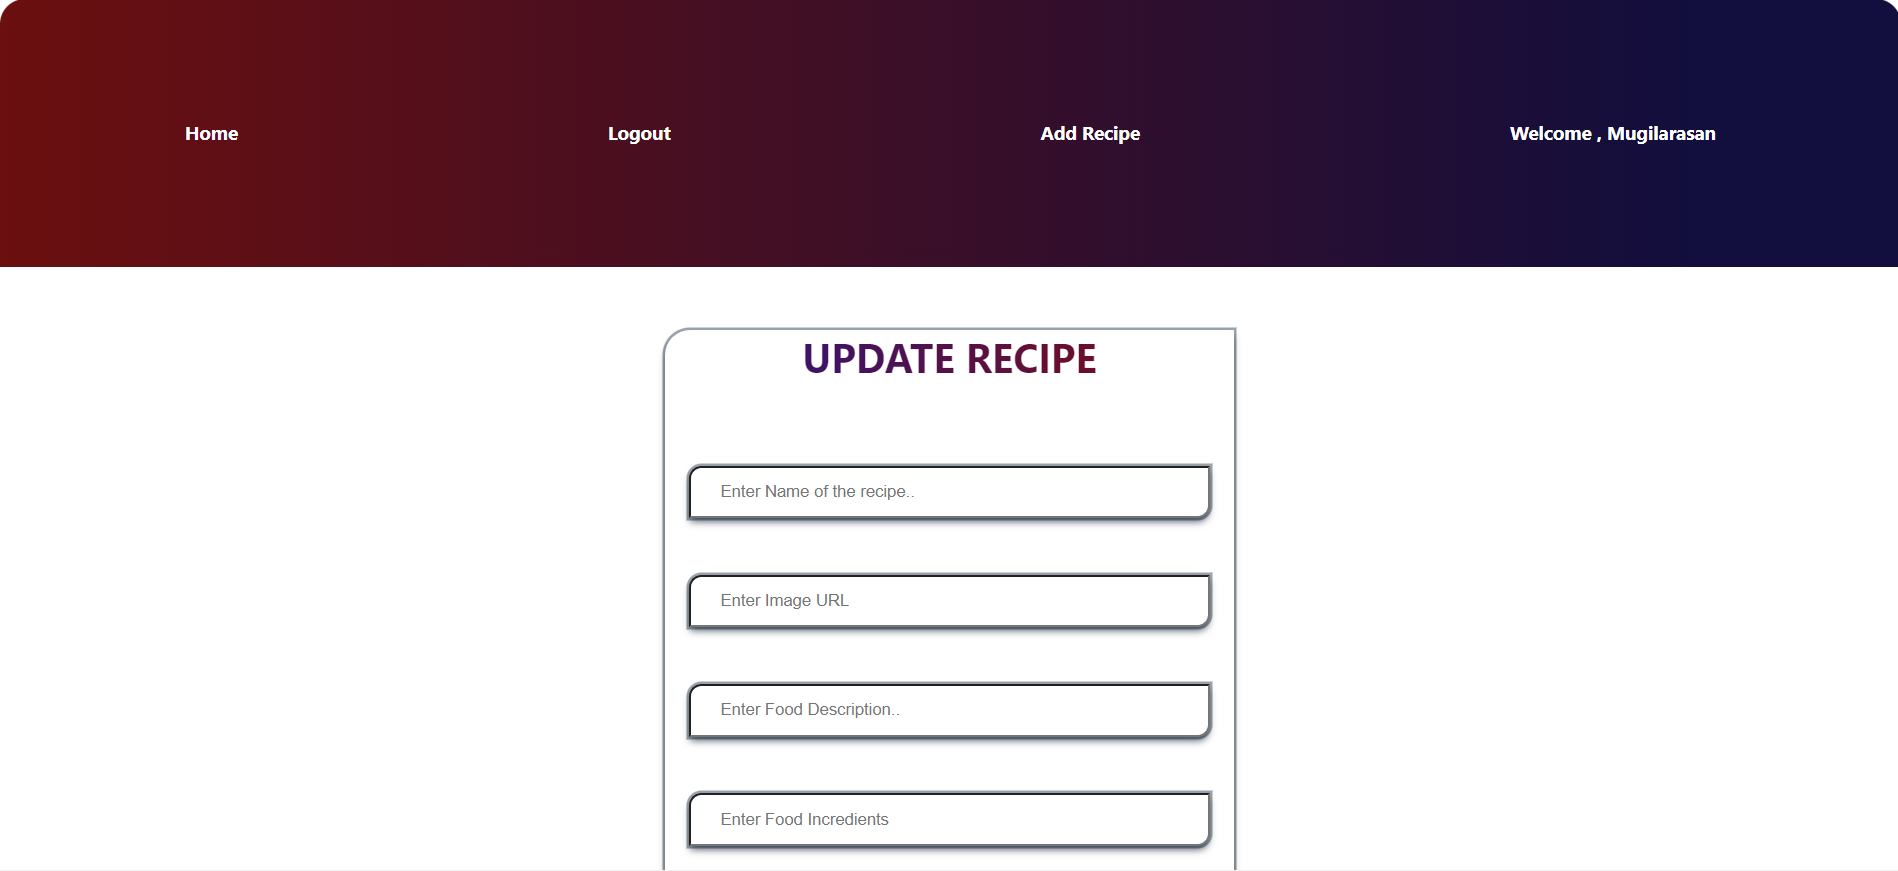 Home Logout Add Recipe Welcome , Mugilarasan
UPDATE RECIPE
Enter Name of the recipe..
Enter Image URL
Enter Food Description..
Enter Food Incredients